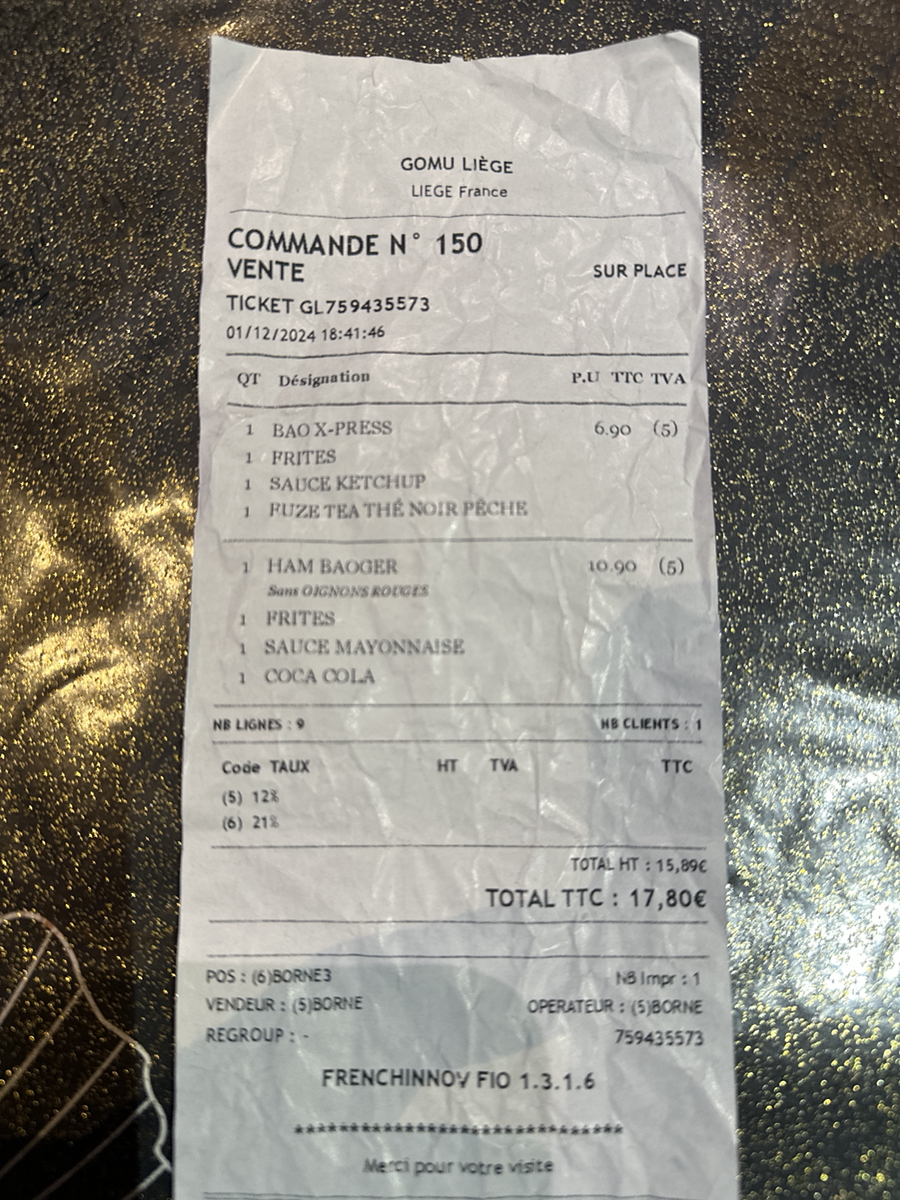 GOMU LIÈGE
LIEGE France
COMMANDE N° 150
VENTE SUR PLACE
TICKET GL759435573
01/12/2024 18:41:46
QT Désignation P.U TTC TVA
1 BAO X-PRESS 6.90 (5)
1 FRITES
1 SAUCE KETCHUP
1 FUZE TEA THÉ NOIR PÊCHE
1 HAM BAOGER 10.90 (5)
Sans OIGNONS ROUGES
1 FRITES
1 SAUCE MAYONNAISE
1 COCA COLA
NB LIGNES : 9 NB CLIENTS : 1
Code TAUX HT TVA TTC
(5) 12%
(6) 21%
TOTAL HT : 15,89€
TOTAL TTC : 17,80€
POS : (6)BORNE3 NB Impr : 1
VENDEUR : (5)BORNE OPERATEUR : (5)BORNE
REGROUP : - 759435573
FRENCHINNOV FIO 1.3.1.6
******************************
Merci pour votre visite